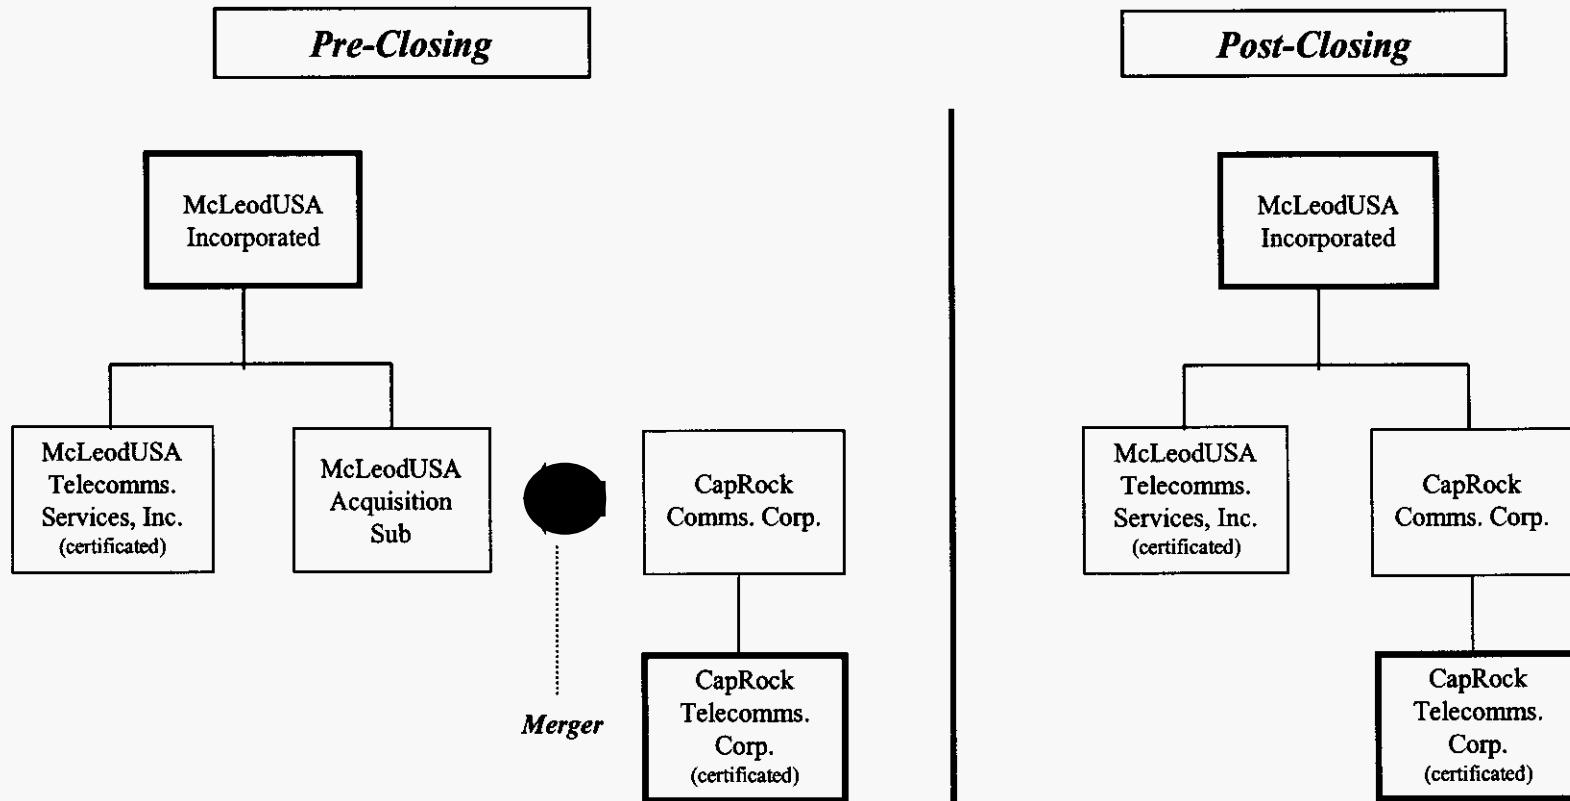 Pre-Closing
McLeodUSA
Incorporated
McLeodUSA
Telecomms.
Services, Inc.
(certificated)
McLeodUSA
Acquisition
Sub
Merger
CapRock
Comms. Corp.
CapRock
Telecomms.
Corp.
(certificated)
Post-Closing
McLeodUSA
Incorporated
McLeodUSA
Telecomms.
Services, Inc.
(certificated)
CapRock
Comms. Corp.
CapRock
Telecomms.
Corp.
(certificated)